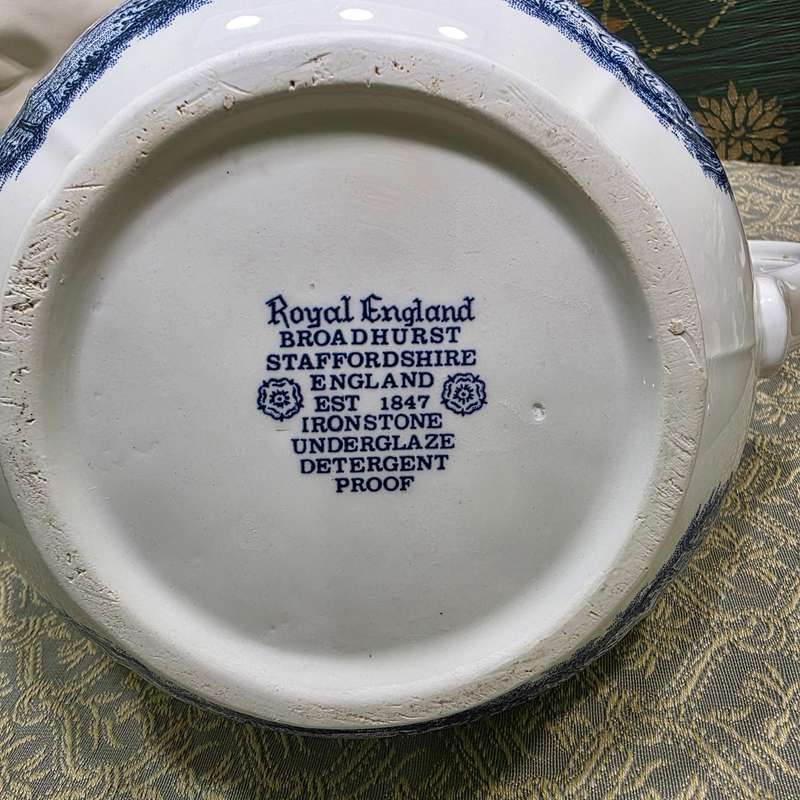 Royal England
BROADHURST
STAFFORDSHIRE
ENGLAND
EST 1847
IRONSTONE
UNDERGLAZE
DETERGENT
PROOF